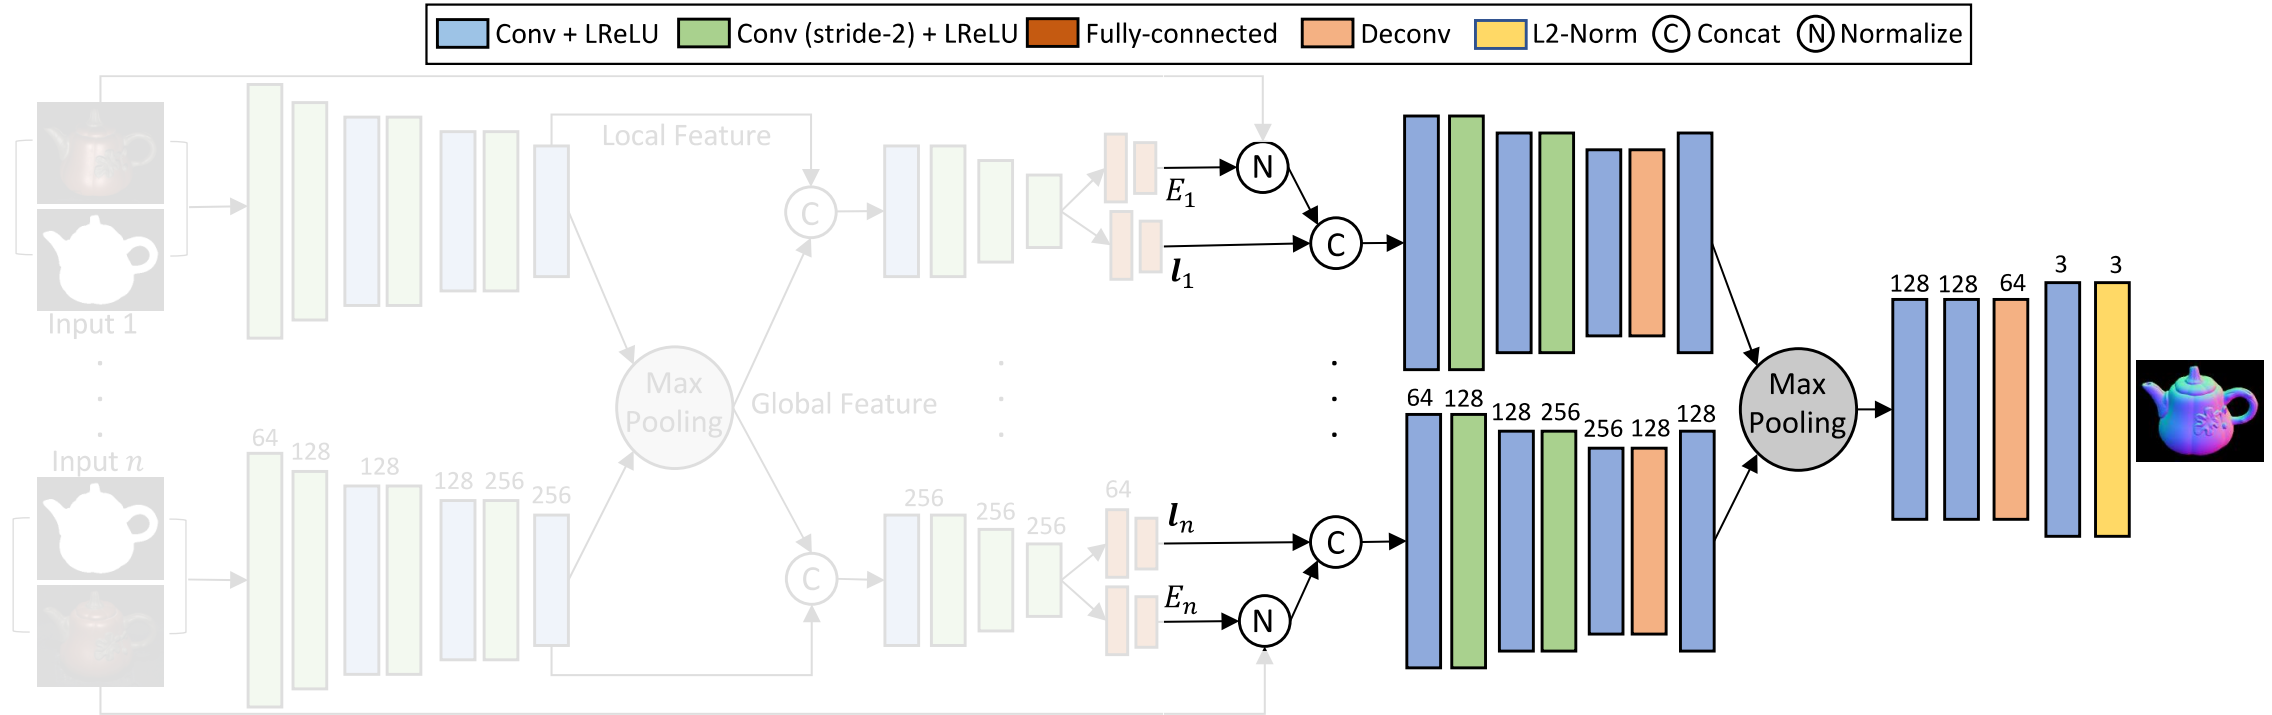 Conv + LReLU Conv (stride-2) + LReLU Fully-connected Deconv L2-Norm C Concat N Normalize
Local Feature
N
E₁
C
C
l₁
Input 1
3 3
128 128 64
Max
Pooling
Global Feature
Max
Pooling
64 128 128 256 256 128 128
64 128 128 128 256 256
Input n
256 256 256
64
lₙ
C
C
Eₙ
N